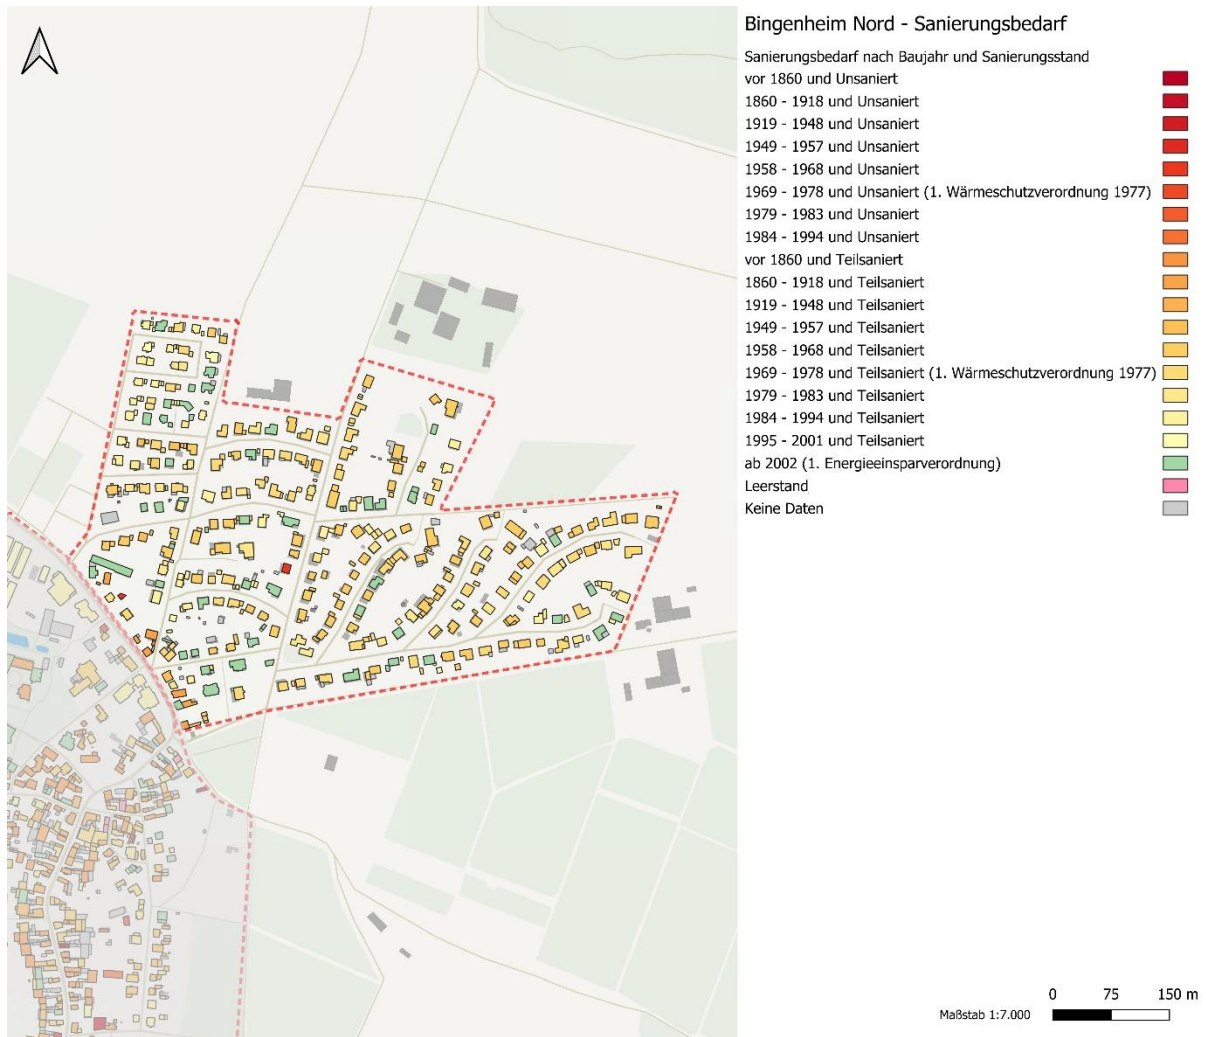 Bingenheim Nord - Sanierungsbedarf
Sanierungsbedarf nach Baujahr und Sanierungsstand
vor 1860 und Unsaniert
1860 - 1918 und Unsaniert
1919 - 1948 und Unsaniert
1949 - 1957 und Unsaniert
1958 - 1968 und Unsaniert
1969 - 1978 und Unsaniert (1. Wärmeschutzverordnung 1977)
1979 - 1983 und Unsaniert
1984 - 1994 und Unsaniert
vor 1860 und Teilsaniert
1860 - 1918 und Teilsaniert
1919 - 1948 und Teilsaniert
1949 - 1957 und Teilsaniert
1958 - 1968 und Teilsaniert
1969 - 1978 und Teilsaniert (1. Wärmeschutzverordnung 1977)
1979 - 1983 und Teilsaniert
1984 - 1994 und Teilsaniert
1995 - 2001 und Teilsaniert
ab 2002 (1. Energieeinsparverordnung)
Leerstand
Keine Daten
0 75 150 m
Maßstab 1:7.000